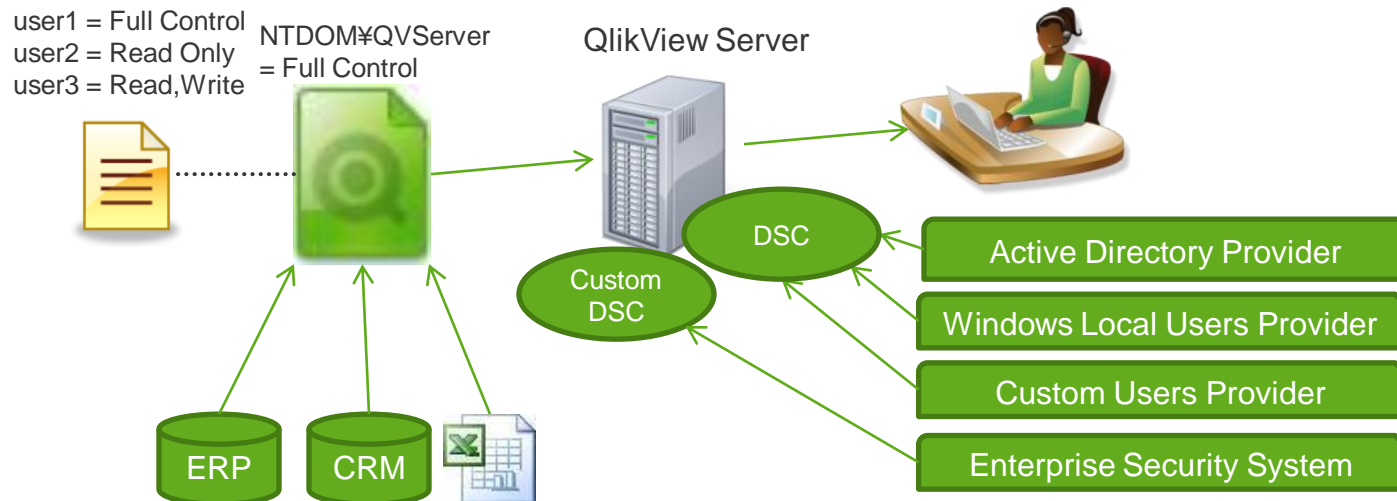 user1 = Full Control
user2 = Read Only
user3 = Read,Write
NTDOM¥QVServer
= Full Control
QlikView Server
DSC
Custom
DSC
Active Directory Provider
Windows Local Users Provider
Custom Users Provider
Enterprise Security System
ERP
CRM